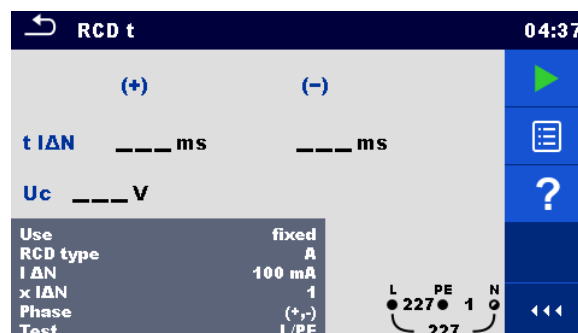 RCD t 04:37
(+) (−)
t IΔN ___ms ___ms
Uc ___V
Use fixed
RCD type A
I ΔN 100 mA
x IΔN 1
Phase (+,-)
Test L/PE
L PE N
227 1
227
?